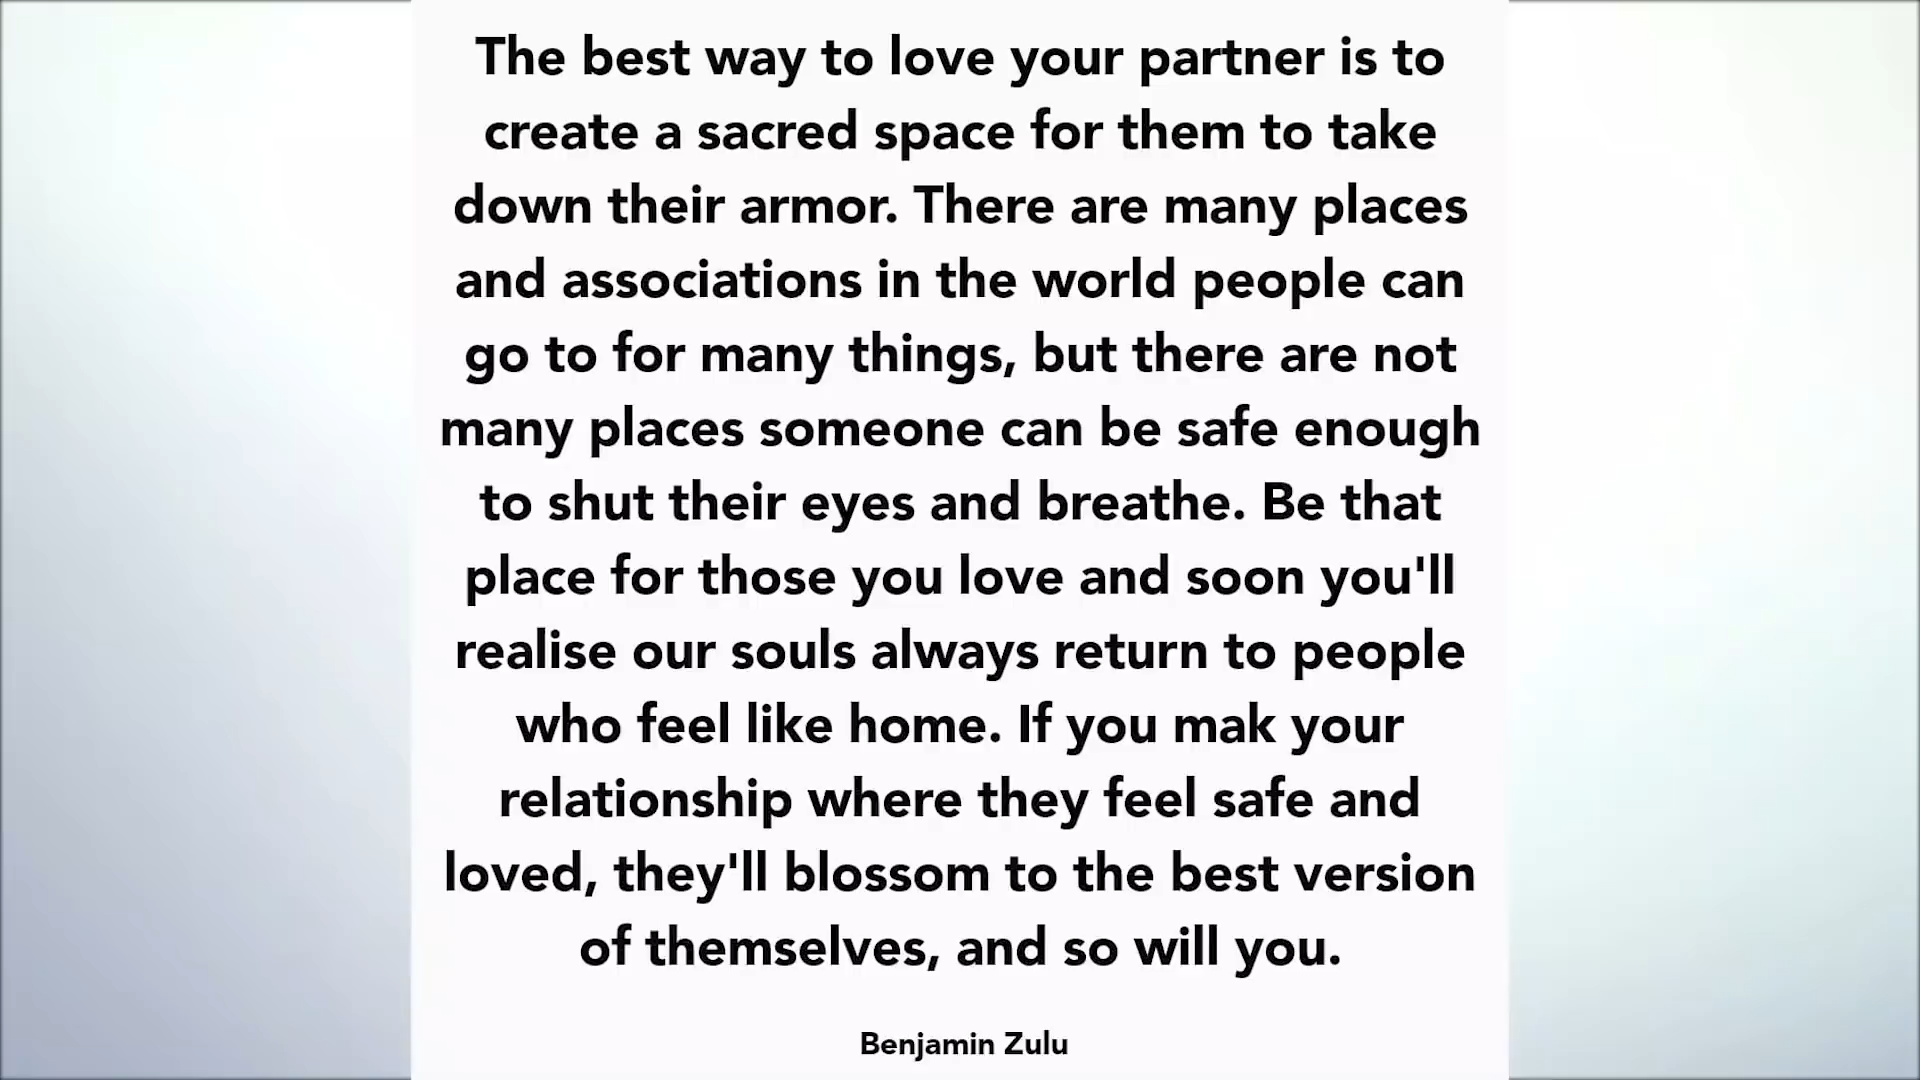 The best way to love your partner is to
create a sacred space for them to take
down their armor. There are many places
and associations in the world people can
go to for many things, but there are not
many places someone can be safe enough
to shut their eyes and breathe. Be that
place for those you love and soon you'll
realise our souls always return to people
who feel like home. If you mak your
relationship where they feel safe and
loved, they'll blossom to the best version
of themselves, and so will you.
Benjamin Zulu